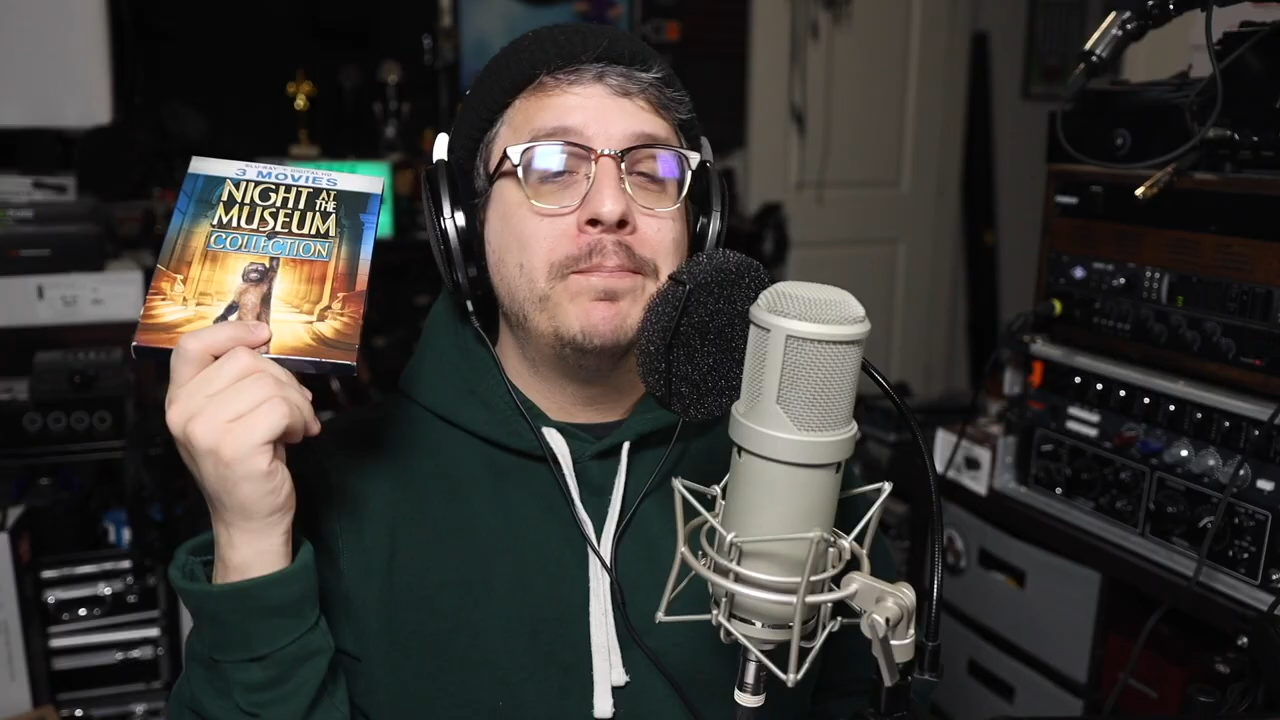 BLU-RAY + DIGITAL HD
3 MOVIES
NIGHT AT THE
MUSEUM
COLLECTION